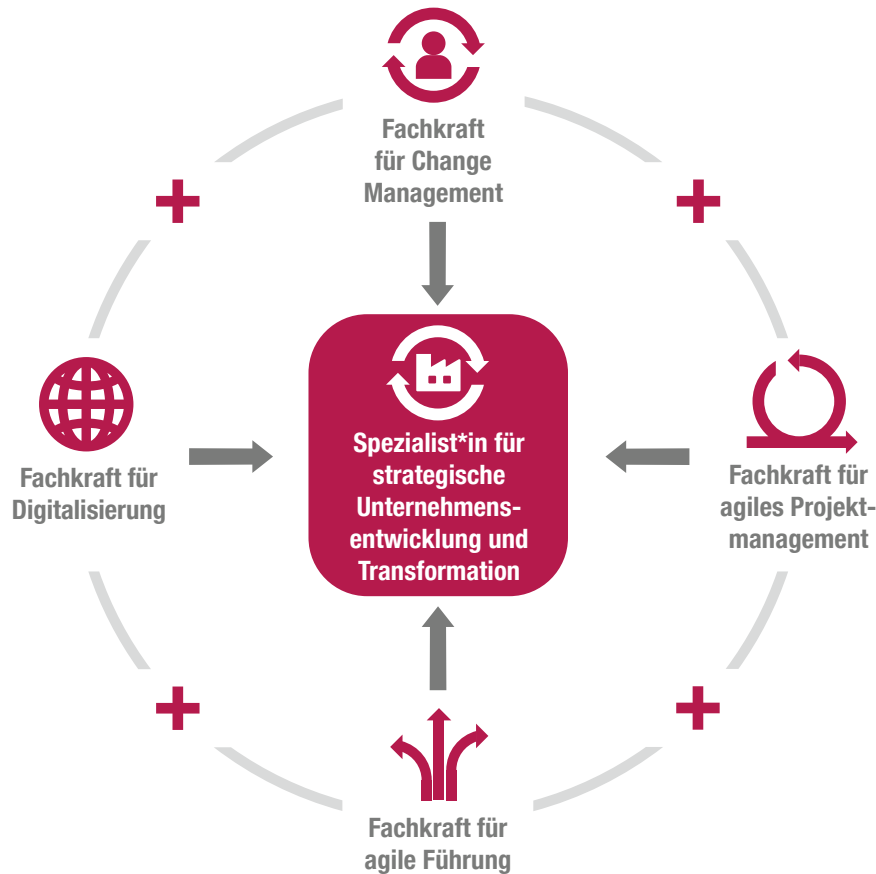 Fachkraft
für Change
Management
Fachkraft für
Digitalisierung
Spezialist*in für
strategische
Unternehmens-
entwicklung und
Transformation
Fachkraft für
agiles Projekt-
management
Fachkraft für
agile Führung